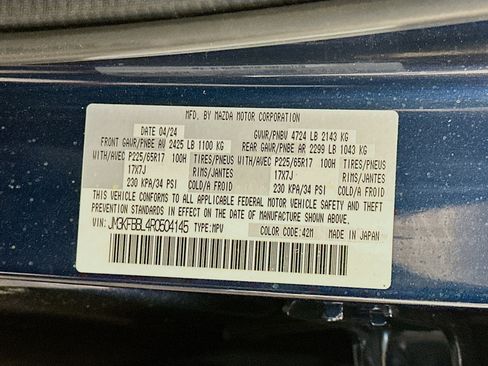 MFD. BY MAZDA MOTOR CORPORATION
DATE 04/24 GVWR/PNBV 4724 LB 2143 KG
FRONT GAWR/PNBE AV 2425 LB 1100 KG REAR GAWR/PNBE AR 2299 LB 1043 KG
WITH/AVEC P225/65R17 100H TIRES/PNEUS WITH/AVEC P225/65R17 100H TIRES/PNEUS
17X7J RIMS/JANTES 17X7J RIMS/JANTES
230 KPA/34 PSI COLD/A FROID 230 KPA/34 PSI COLD/A FROID
THIS VEHICLE CONFORMS TO ALL APPLICABLE FEDERAL MOTOR VEHICLE SAFETY, BUMPER, AND THEFT
PREVENTION STANDARDS IN EFFECT ON THE DATE OF MANUFACTURE SHOWN ABOVE.
VIN: JM3KFBBL4R0504145 TYPE:MPV COLOR CODE:42M MADE IN JAPAN